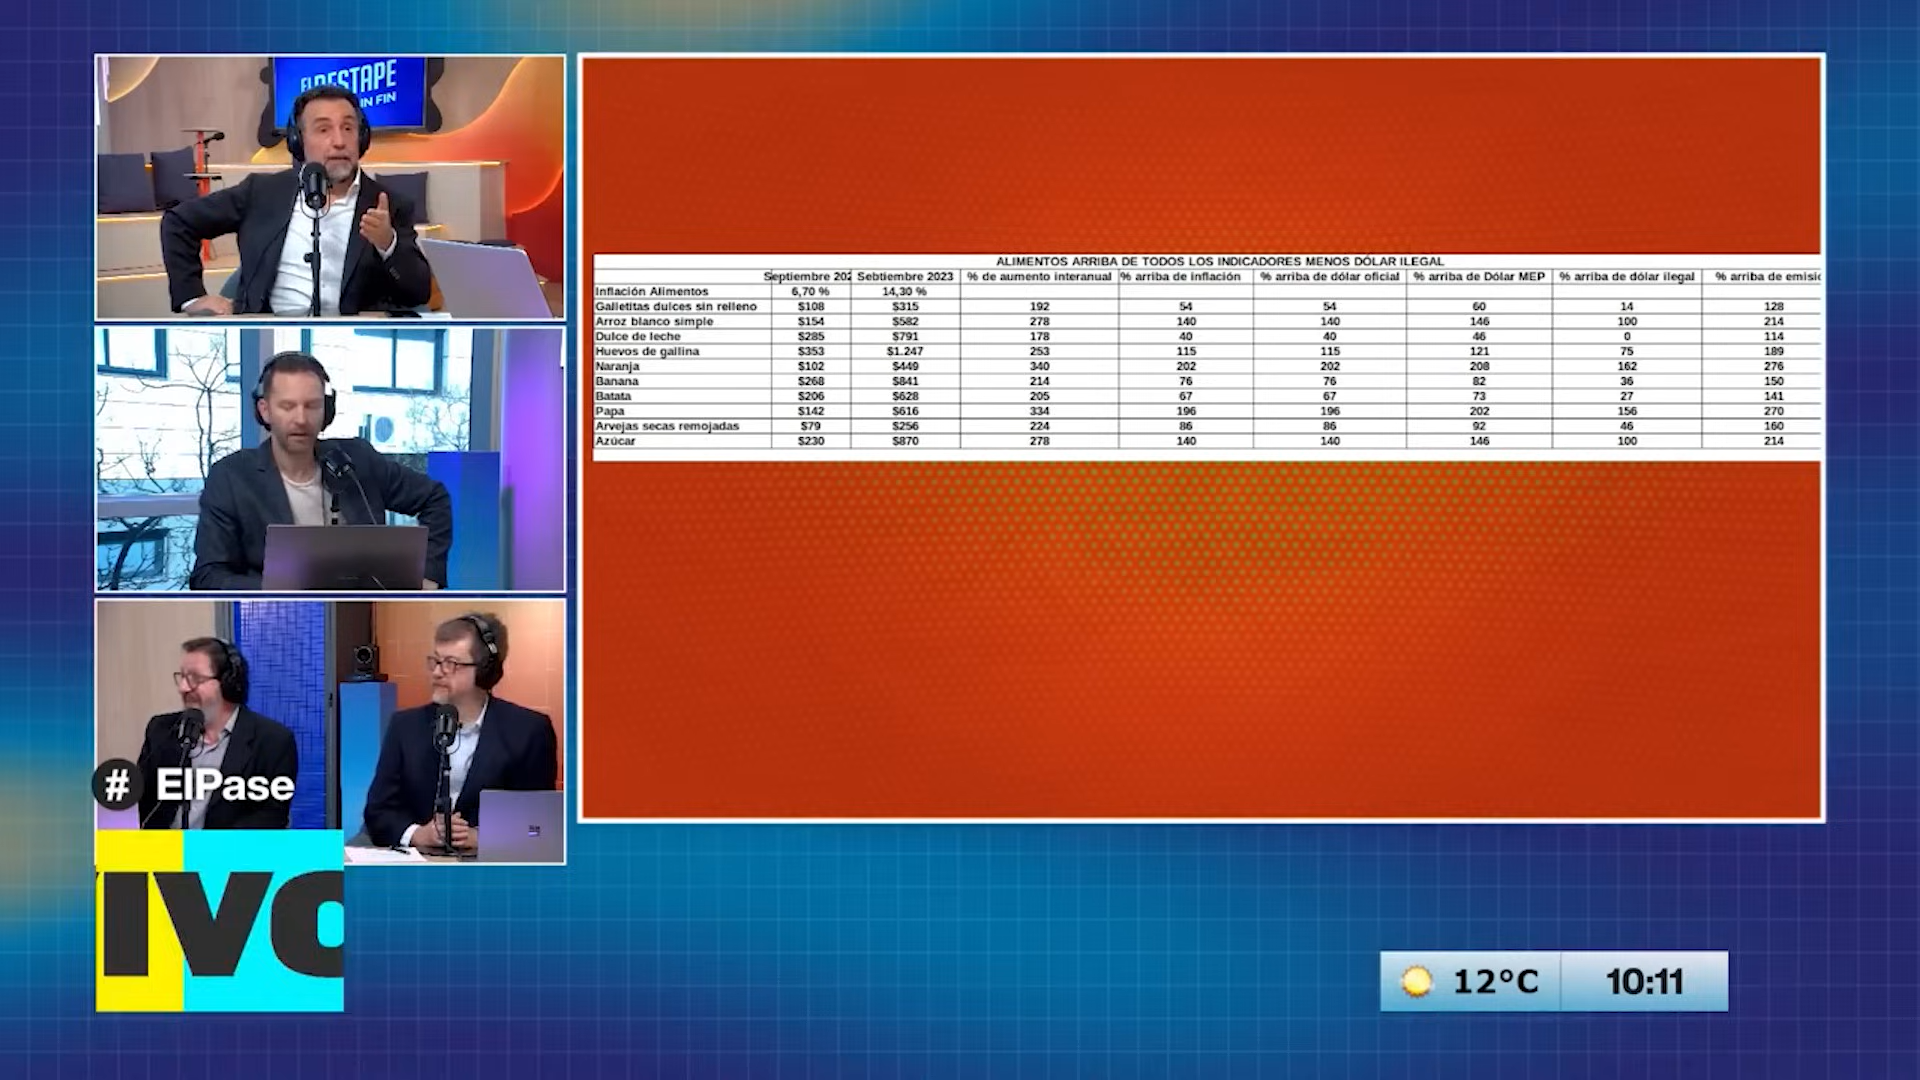 EL DESTAPE
IN FIN
ALIMENTOS ARRIBA DE TODOS LOS INDICADORES MENOS DÓLAR ILEGAL
Septiembre 202 Sebtiembre 2023 % de aumento interanual % arriba de inflación % arriba de dólar oficial % arriba de Dólar MEP % arriba de dólar ilegal % arriba de emisic
Inflación Alimentos 6,70 % 14,30 %
Galletitas dulces sin relleno $108 $315 192 54 54 60 14 128
Arroz blanco simple $154 $582 278 140 140 146 100 214
Dulce de leche $285 $791 178 40 40 46 0 114
Huevos de gallina $353 $1.247 253 115 115 121 75 189
Naranja $102 $449 340 202 202 208 162 276
Banana $268 $841 214 76 76 82 36 150
Batata $206 $628 205 67 67 73 27 141
Papa $142 $616 334 196 196 202 156 270
Arvejas secas remojadas $79 $256 224 86 86 92 46 160
Azúcar $230 $870 278 140 140 146 100 214
# ElPase
IVO
12°C 10:11